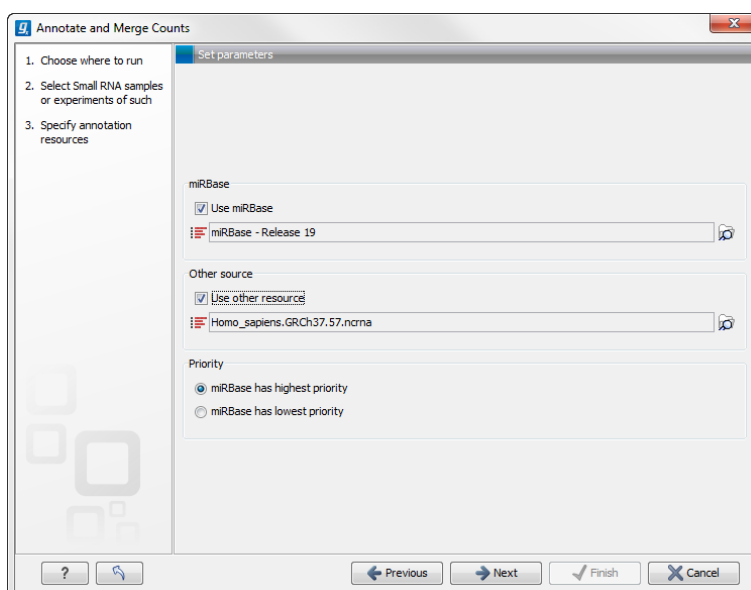 Annotate and Merge Counts
1. Choose where to run
2. Select Small RNA samples
or experiments of such
3. Specify annotation
resources
Set parameters
miRBase
Use miRBase
miRBase - Release 19
Other source
Use other resource
Homo_sapiens.GRCh37.57.ncrna
Priority
miRBase has highest priority
miRBase has lowest priority
?
Previous
Next
Finish
Cancel